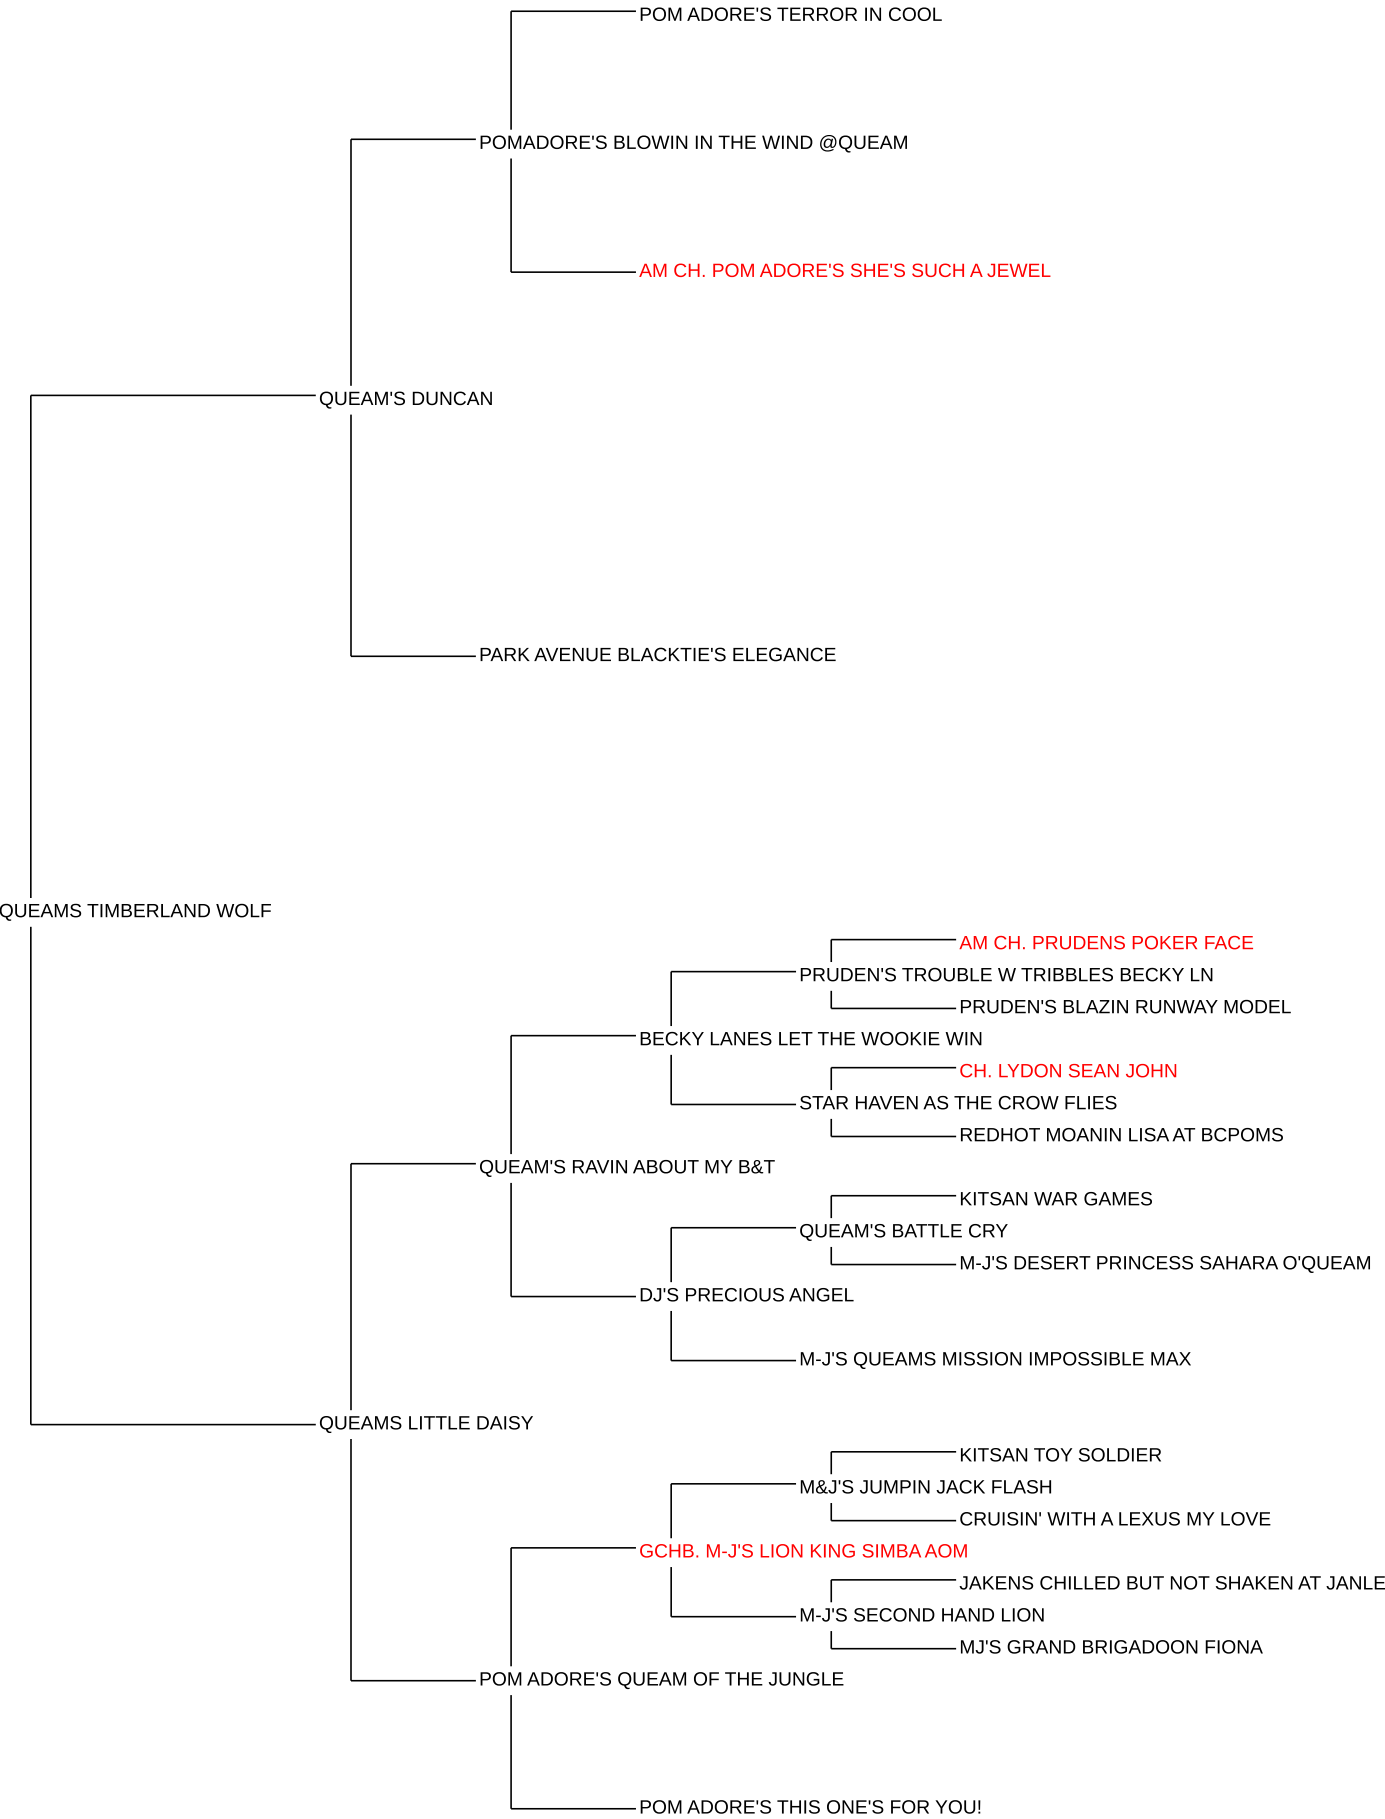 POM ADORE'S TERROR IN COOL
POMADORE'S BLOWIN IN THE WIND @QUEAM
AM CH. POM ADORE'S SHE'S SUCH A JEWEL
QUEAM'S DUNCAN
PARK AVENUE BLACKTIE'S ELEGANCE
QUEAMS TIMBERLAND WOLF
AM CH. PRUDENS POKER FACE
PRUDEN'S TROUBLE W TRIBBLES BECKY LN
PRUDEN'S BLAZIN RUNWAY MODEL
BECKY LANES LET THE WOOKIE WIN
CH. LYDON SEAN JOHN
STAR HAVEN AS THE CROW FLIES
REDHOT MOANIN LISA AT BCPOMS
QUEAM'S RAVIN ABOUT MY B&T
KITSAN WAR GAMES
QUEAM'S BATTLE CRY
M-J'S DESERT PRINCESS SAHARA O'QUEAM
DJ'S PRECIOUS ANGEL
M-J'S QUEAMS MISSION IMPOSSIBLE MAX
QUEAMS LITTLE DAISY
KITSAN TOY SOLDIER
M&J'S JUMPIN JACK FLASH
CRUISIN' WITH A LEXUS MY LOVE
GCHB. M-J'S LION KING SIMBA AOM
JAKENS CHILLED BUT NOT SHAKEN AT JANLE
M-J'S SECOND HAND LION
MJ'S GRAND BRIGADOON FIONA
POM ADORE'S QUEAM OF THE JUNGLE
POM ADORE'S THIS ONE'S FOR YOU!